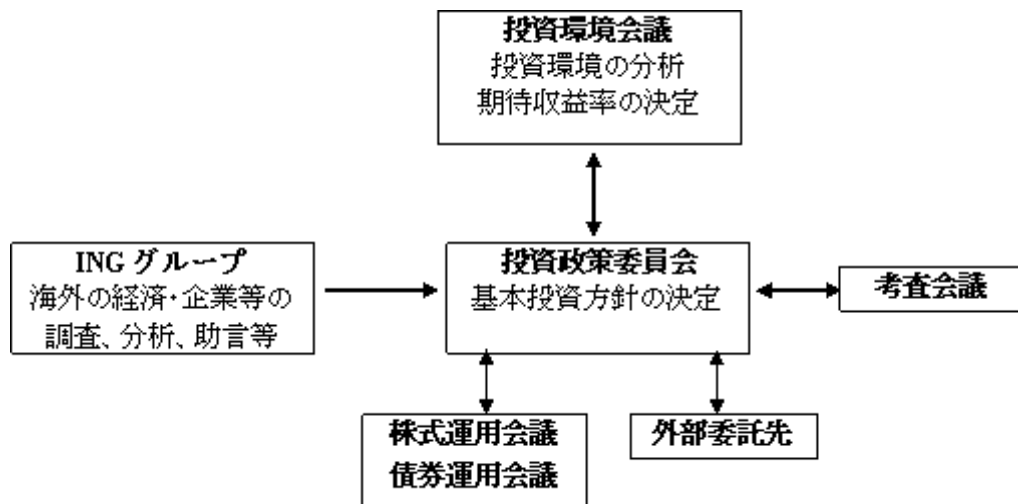 投資環境会議
投資環境の分析
期待収益率の決定
ING グループ
海外の経済・企業等の
調査、分析、助言等
投資政策委員会
基本投資方針の決定
考査会議
株式運用会議
債券運用会議
外部委託先